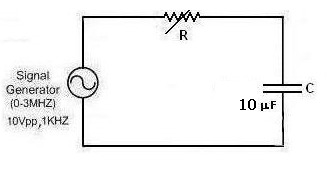 R
Signal
Generator
(0-3MHZ)
10Vpp,1KHZ
C
10 µF